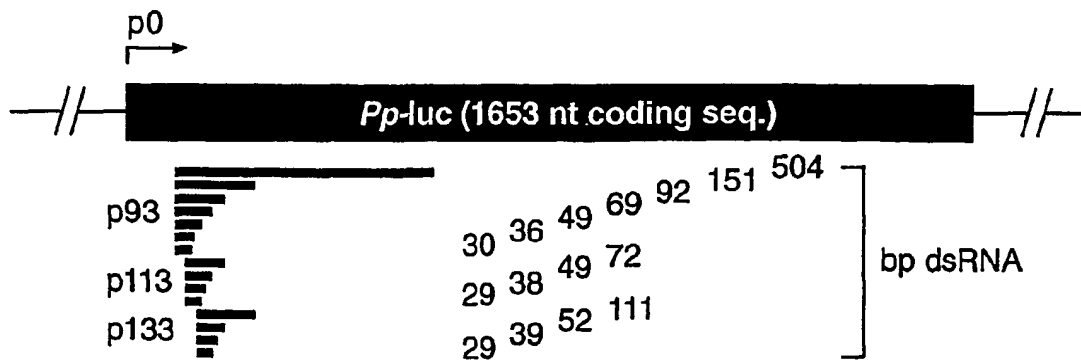 p0
Pp-luc (1653 nt coding seq.)
p93
30 36 49 69 92 151 504
p113
29 38 49 72
p133
29 39 52 111
bp dsRNA